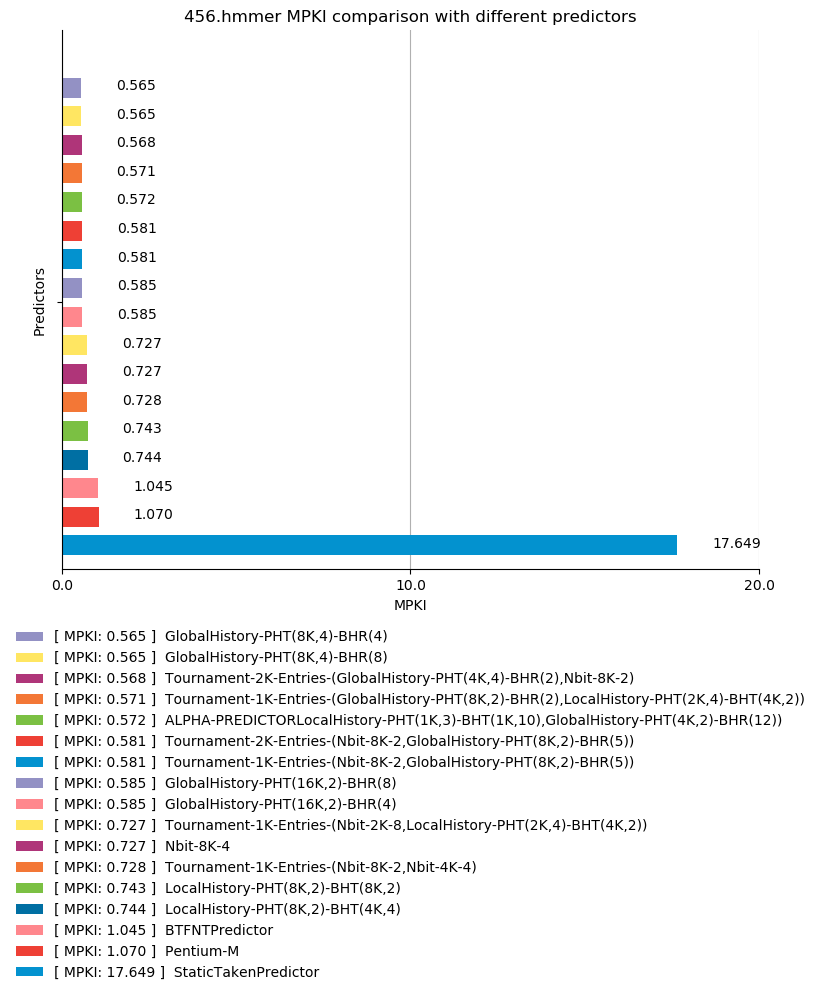 456.hmmer MPKI comparison with different predictors
0.565
0.565
0.568
0.571
0.572
0.581
0.581
0.585
0.585
0.727
0.727
0.728
0.743
0.744
1.045
1.070
17.649
Predictors
0.0 10.0 20.0
MPKI
[ MPKI: 0.565 ] GlobalHistory-PHT(8K,4)-BHR(4)
[ MPKI: 0.565 ] GlobalHistory-PHT(8K,4)-BHR(8)
[ MPKI: 0.568 ] Tournament-2K-Entries-(GlobalHistory-PHT(4K,4)-BHR(2),Nbit-8K-2)
[ MPKI: 0.571 ] Tournament-1K-Entries-(GlobalHistory-PHT(8K,2)-BHR(2),LocalHistory-PHT(2K,4)-BHT(4K,2))
[ MPKI: 0.572 ] ALPHA-PREDICTORLocalHistory-PHT(1K,3)-BHT(1K,10),GlobalHistory-PHT(4K,2)-BHR(12))
[ MPKI: 0.581 ] Tournament-2K-Entries-(Nbit-8K-2,GlobalHistory-PHT(8K,2)-BHR(5))
[ MPKI: 0.581 ] Tournament-1K-Entries-(Nbit-8K-2,GlobalHistory-PHT(8K,2)-BHR(5))
[ MPKI: 0.585 ] GlobalHistory-PHT(16K,2)-BHR(8)
[ MPKI: 0.585 ] GlobalHistory-PHT(16K,2)-BHR(4)
[ MPKI: 0.727 ] Tournament-1K-Entries-(Nbit-2K-8,LocalHistory-PHT(2K,4)-BHT(4K,2))
[ MPKI: 0.727 ] Nbit-8K-4
[ MPKI: 0.728 ] Tournament-1K-Entries-(Nbit-8K-2,Nbit-4K-4)
[ MPKI: 0.743 ] LocalHistory-PHT(8K,2)-BHT(8K,2)
[ MPKI: 0.744 ] LocalHistory-PHT(8K,2)-BHT(4K,4)
[ MPKI: 1.045 ] BTFNTPredictor
[ MPKI: 1.070 ] Pentium-M
[ MPKI: 17.649 ] StaticTakenPredictor